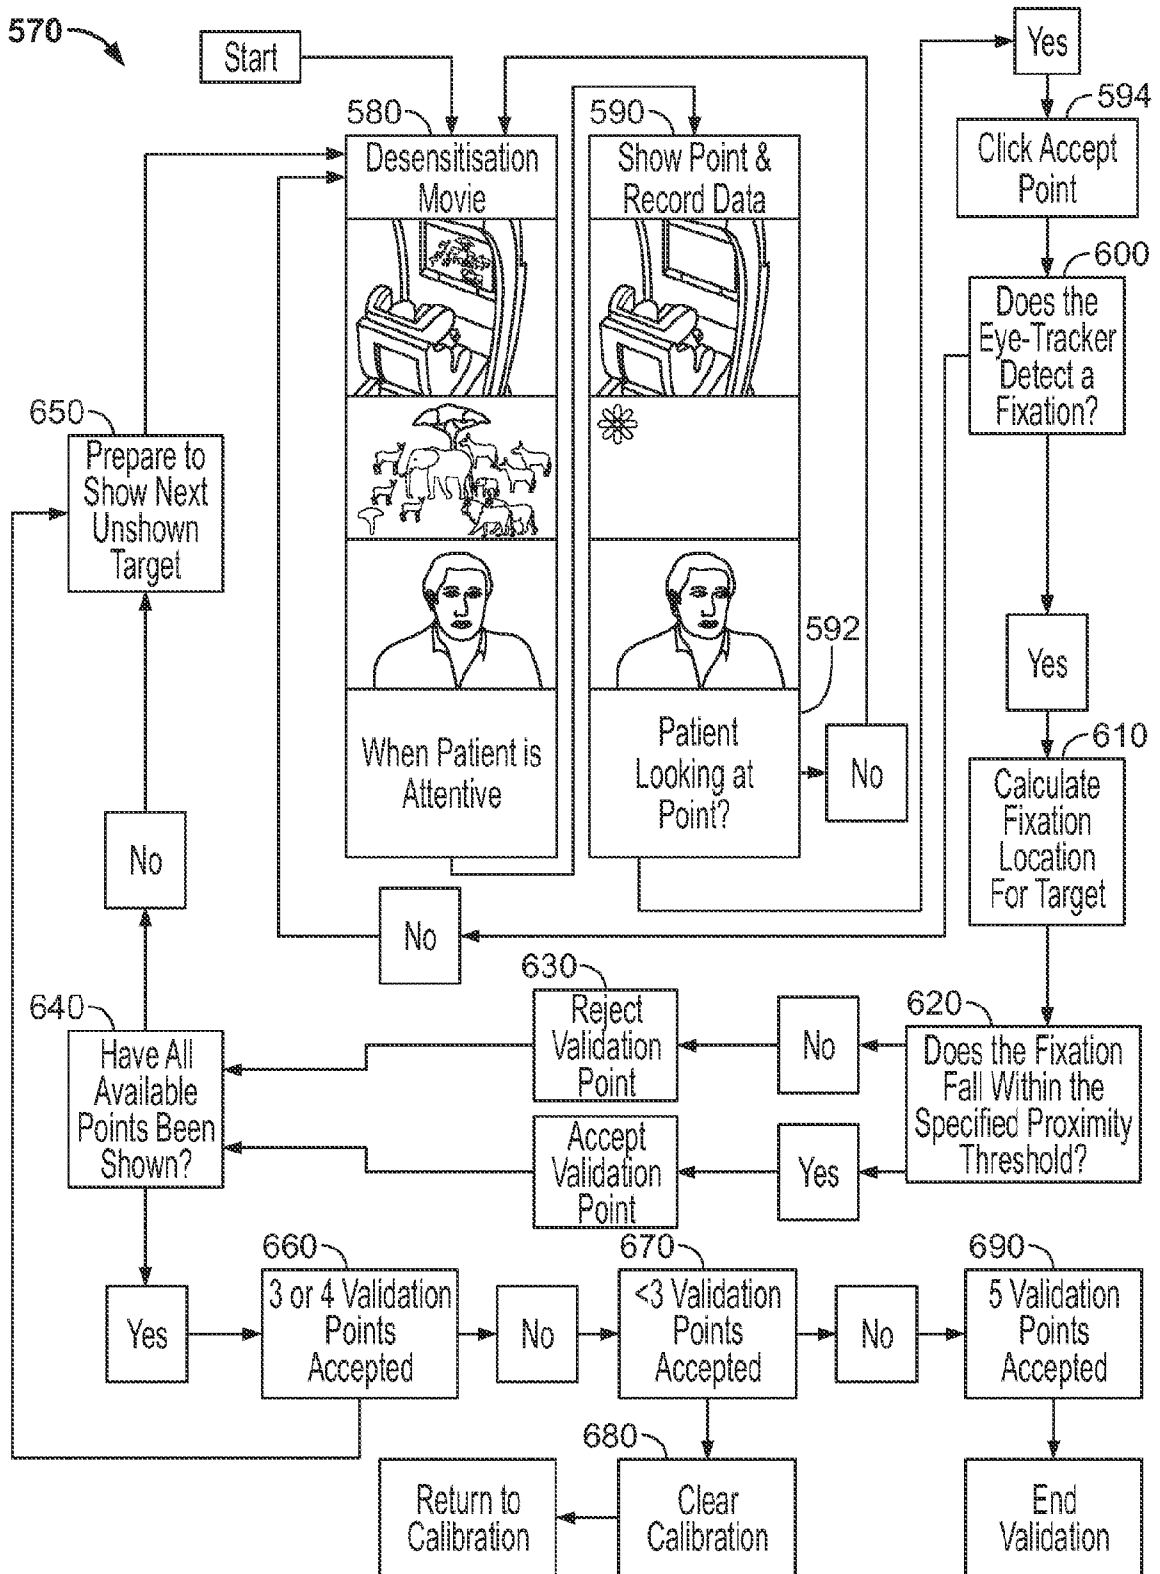 570
Start
580
Desensitisation
Movie
When Patient is
Attentive
590
Show Point &
Record Data
592
Patient
Looking at
Point?
No
Yes
594
Click Accept
Point
600
Does the
Eye-Tracker
Detect a
Fixation?
No
Yes
610
Calculate
Fixation
Location
For Target
620
Does the Fixation
Fall Within the
Specified Proximity
Threshold?
No
630
Reject
Validation
Point
Yes
Accept
Validation
Point
640
Have All
Available
Points Been
Shown?
No
650
Prepare to
Show Next
Unshown
Target
Yes
660
3 or 4 Validation
Points
Accepted
No
670
<3 Validation
Points
Accepted
No
690
5 Validation
Points
Accepted
680
Clear
Calibration
Return to
Calibration
End
Validation